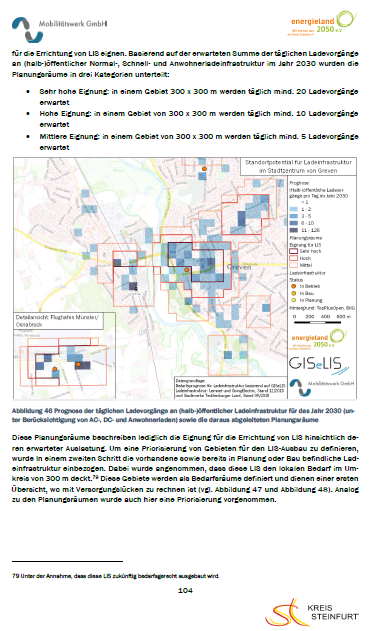 Mobilitätswerk GmbH
energieland
2050 e.V.
für die Errichtung von LIS eignen. Basierend auf der erwarteten Summe der täglichen Ladevorgänge
an (halb-)öffentlicher Normal-, Schnell- und Anwohnerladeinfrastruktur im Jahr 2030 wurden die
Planungsräume in drei Kategorien unterteilt:
• Sehr hohe Eignung: in einem Gebiet 300 x 300 m werden täglich mind. 20 Ladevorgänge
erwartet
• Hohe Eignung: in einem Gebiet von 300 x 300 m werden täglich mind. 10 Ladevorgänge
erwartet
• Mittlere Eignung: in einem Gebiet von 300 x 300 m werden täglich mind. 5 Ladevorgänge
erwartet
Standortpotential für Ladeinfrastruktur
im Stadtzentrum von Greven
Prognose
(Halb-)öffentliche Ladevor-
gänge pro Tag im Jahr 2030
< 1
1 - 2
3 - 5
6 - 10
11 - 126
Planungsräume
Eignung für LIS
Sehr hoch
Hoch
Mittel
Ladeinfrastruktur
Status
In Betrieb
In Bau
In Planung
Hintergrund: TopPlusOpen, BKG
0 200 400 600 m
Greven
Detailansicht: Flughafen Münster/
Osnabrück
energieland
2050 e.V.
GISeLIS
Mobilitätswerk GmbH
Datengrundlage:
Abbildung 46 Prognose der täglichen Ladevorgänge an (halb-)öffentlicher Ladeinfrastruktur für das Jahr 2030 (un-
ter Berücksichtigung von AC-, DC- und Anwohnerladen) sowie die daraus abgeleiteten Planungsräume
Diese Planungsräume beschreiben lediglich die Eignung für die Errichtung von LIS hinsichtlich de-
ren erwarteter Auslastung. Um eine Priorisierung von Gebieten für den LIS-Ausbau zu definieren,
wurde in einem zweiten Schritt die vorhandene sowie bereits in Planung oder Bau befindliche Lad-
einfrastruktur einbezogen. Dabei wurde angenommen, dass diese LIS den lokalen Bedarf im Um-
kreis von 300 m deckt.⁷⁹ Diese Gebiete werden als Bedarfsräume definiert und dienen einer ersten
Übersicht, wo mit Versorgungslücken zu rechnen ist (vgl. Abbildung 47 und Abbildung 48). Analog
zu den Planungsräumen wurde auch hier eine Priorisierung vorgenommen.
79 Unter der Annahme, dass diese LIS zukünftig bedarfsgerecht ausgebaut wird.
104
KREIS
STEINFURT